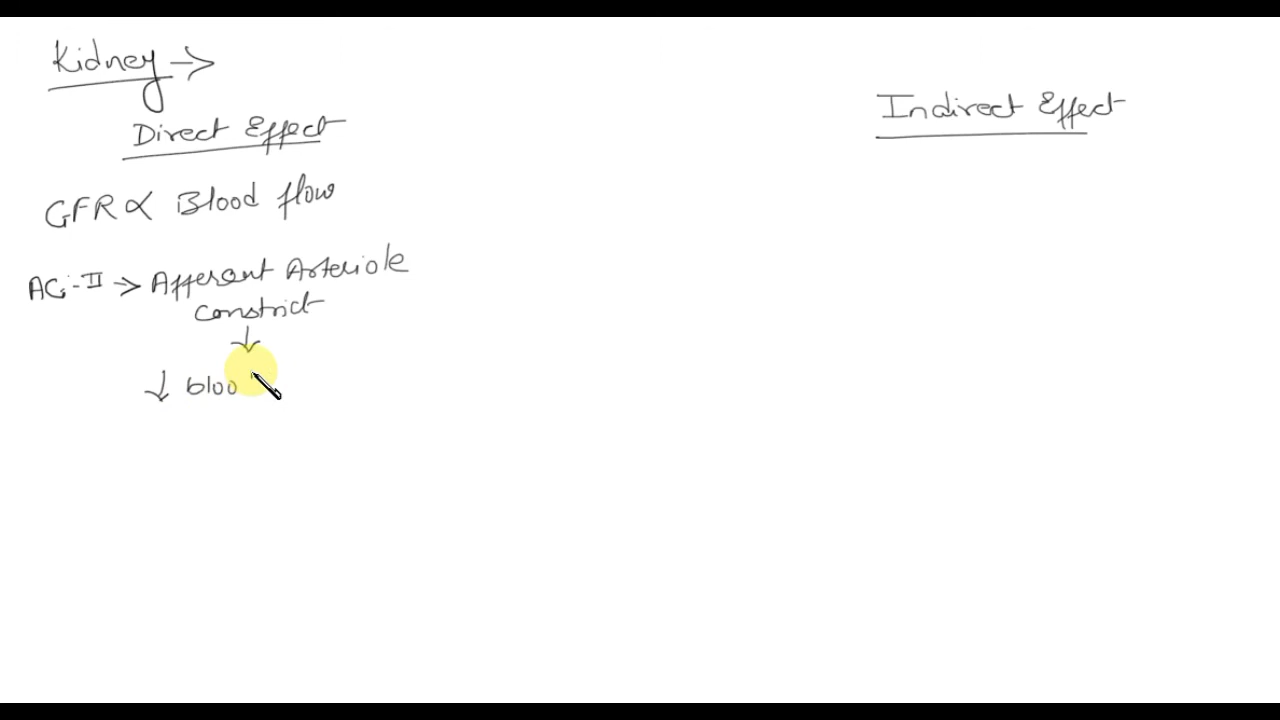 Kidney →
Direct Effect
GFR ∝ Blood flow
AG-II → Afferent Arteriole
Constrict
↓
↓ bloo
Indirect Effect